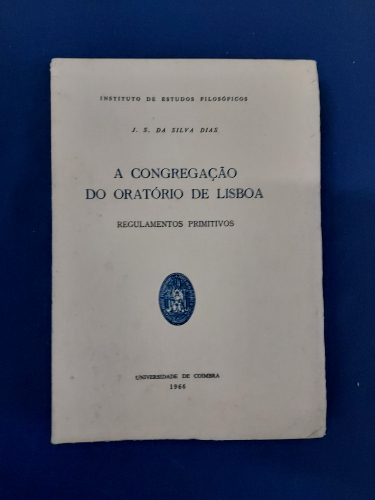 INSTITUTO DE ESTUDOS FILOSÓFICOS
J. S. DA SILVA DIAS
A CONGREGAÇÃO
DO ORATÓRIO DE LISBOA
REGULAMENTOS PRIMITIVOS
UNIVERSIDADE DE COIMBRA
1966